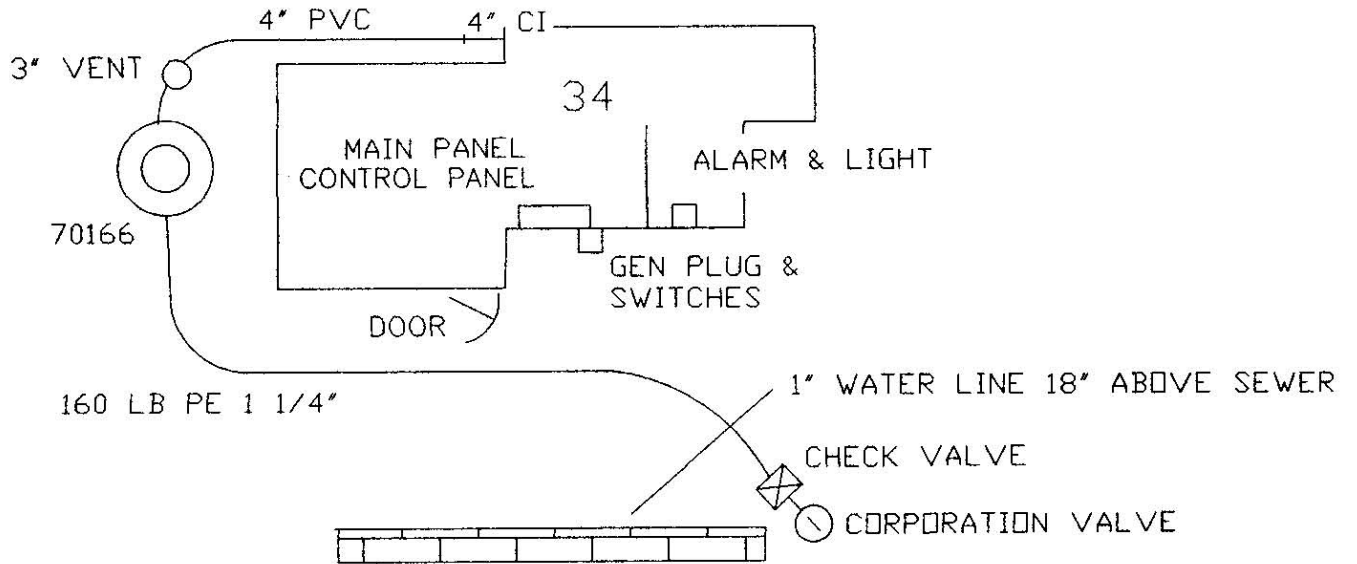 4" PVC
4" CI
3" VENT
34
MAIN PANEL
CONTROL PANEL
ALARM & LIGHT
70166
GEN PLUG &
SWITCHES
DOOR
160 LB PE 1 1/4"
1" WATER LINE 18" ABOVE SEWER
CHECK VALVE
CORPORATION VALVE